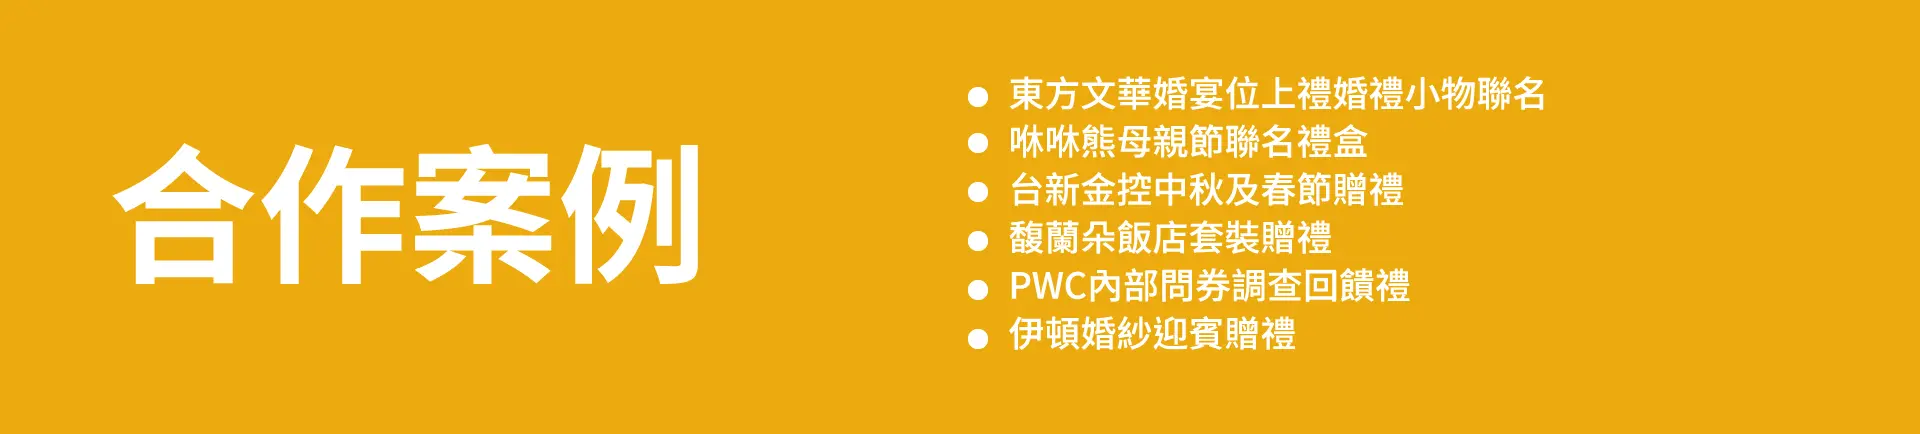 合作案例
● 東方文華婚宴位上禮婚禮小物聯名
● 咻咻熊母親節聯名禮盒
● 台新金控中秋及春節贈禮
● 馥蘭朵飯店套裝贈禮
● PWC內部問券調查回饋禮
● 伊頓婚紗迎賓贈禮